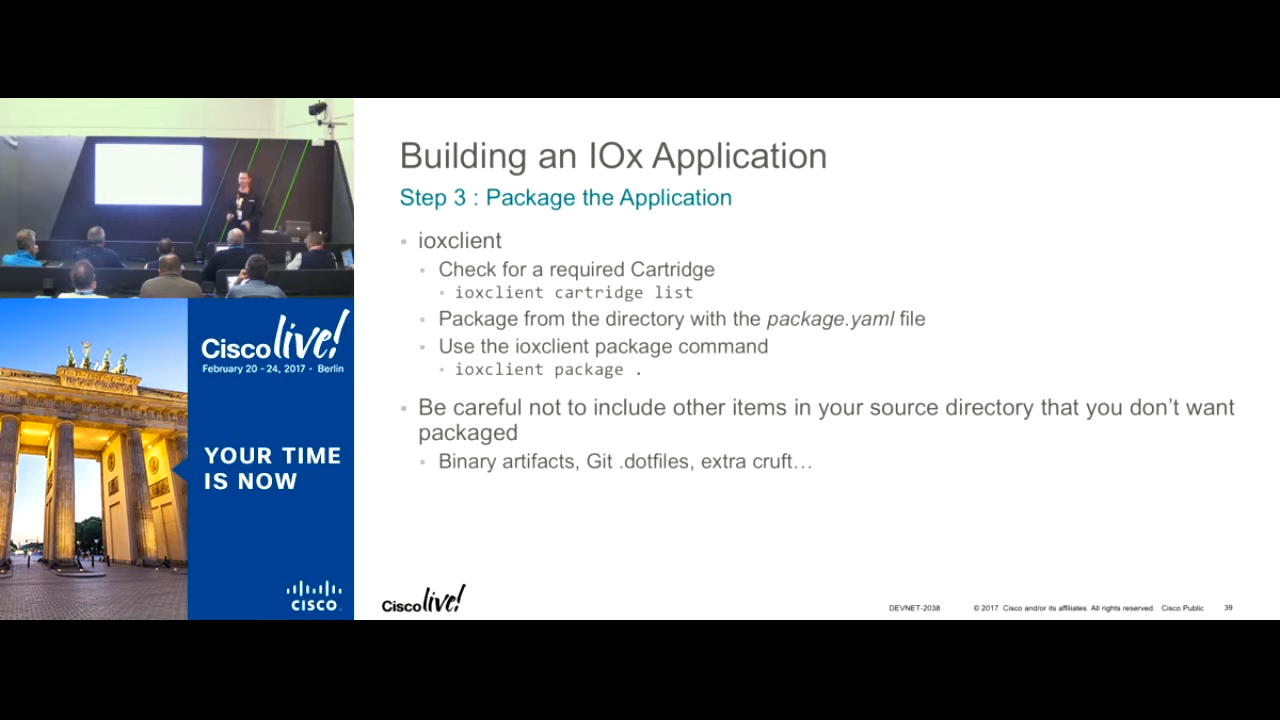 Cisco live!
February 20 - 24, 2017 • Berlin
YOUR TIME
IS NOW
CISCO
Building an IOx Application
Step 3 : Package the Application
▪ ioxclient
▪ Check for a required Cartridge
▪ ioxclient cartridge list
▪ Package from the directory with the package.yaml file
▪ Use the ioxclient package command
▪ ioxclient package .
▪ Be careful not to include other items in your source directory that you don’t want
packaged
▪ Binary artifacts, Git .dotfiles, extra cruft…
Cisco live!
DEVNET-2038 © 2017 Cisco and/or its affiliates. All rights reserved. Cisco Public 39